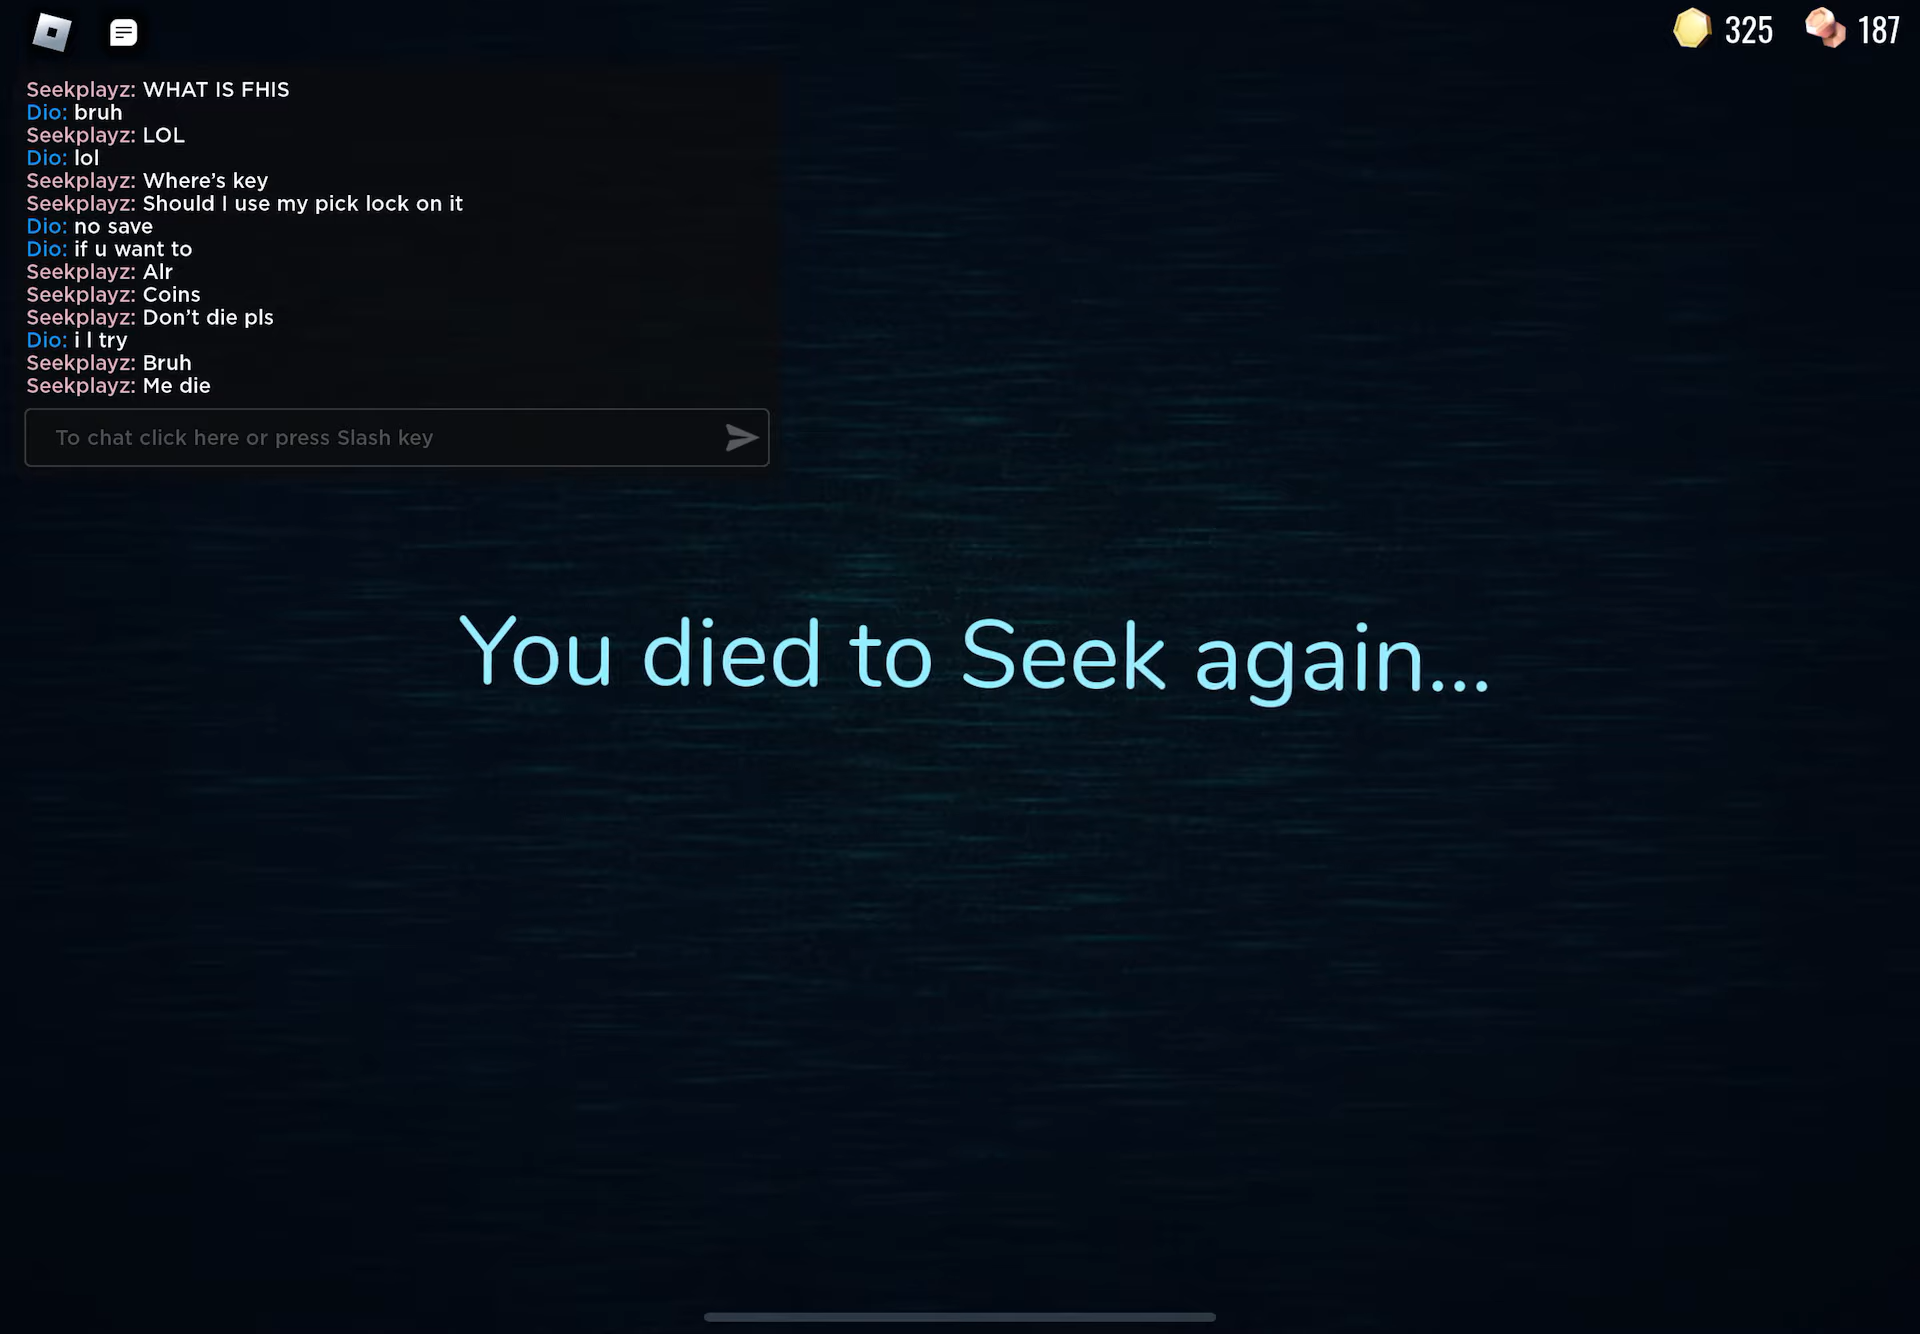 325
187
Seekplayz: WHAT IS FHIS
Dio: bruh
Seekplayz: LOL
Dio: lol
Seekplayz: Where’s key
Seekplayz: Should I use my pick lock on it
Dio: no save
Dio: if u want to
Seekplayz: Alr
Seekplayz: Coins
Seekplayz: Don’t die pls
Dio: i l try
Seekplayz: Bruh
Seekplayz: Me die
To chat click here or press Slash key
You died to Seek again...